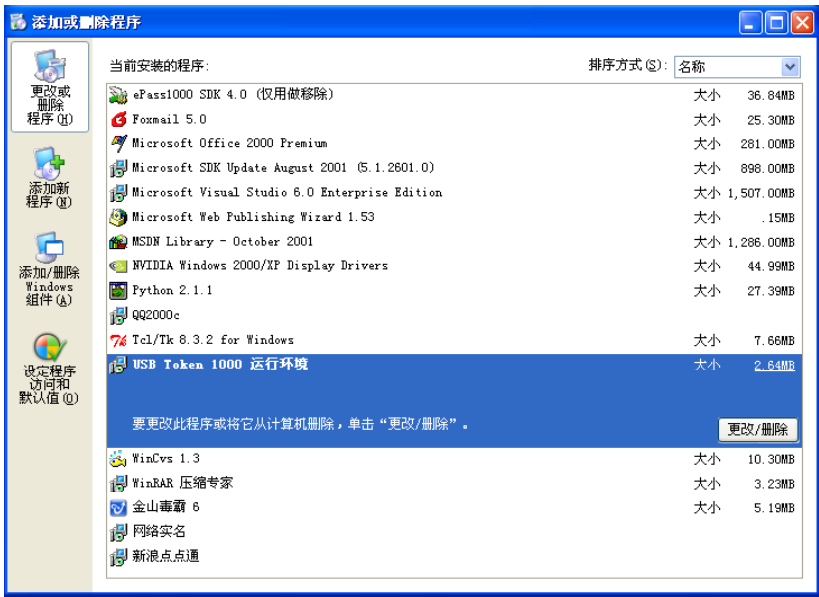 添加或删除程序
更改或
删除
程序(H)
添加新
程序(N)
添加/删除
Windows
组件(A)
设定程序
访问和
默认值(O)
当前安装的程序:
排序方式(S): 名称
ePass1000 SDK 4.0 (仅用做移除) 大小 36.84MB
Foxmail 5.0 大小 25.30MB
Microsoft Office 2000 Premium 大小 281.00MB
Microsoft SDK Update August 2001 (5.1.2601.0) 大小 898.00MB
Microsoft Visual Studio 6.0 Enterprise Edition 大小 1,507.00MB
Microsoft Web Publishing Wizard 1.53 大小 .15MB
MSDN Library - October 2001 大小 1,286.00MB
NVIDIA Windows 2000/XP Display Drivers 大小 44.99MB
Python 2.1.1 大小 27.39MB
QQ2000c
Tcl/Tk 8.3.2 for Windows 大小 7.66MB
USB Token 1000 运行环境 大小 2.64MB
要更改此程序或将它从计算机删除，单击“更改/删除”。
更改/删除
WinCvs 1.3 大小 10.30MB
WinRAR 压缩专家 大小 3.23MB
金山毒霸 6 大小 5.19MB
网络实名
新浪点点通